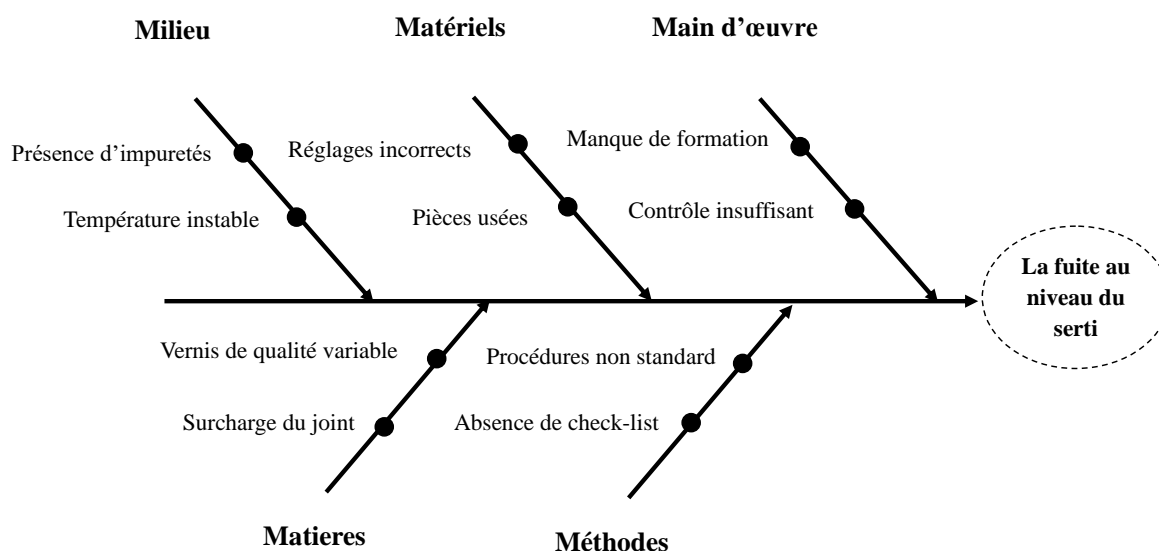 Milieu
Matériels
Main d’œuvre
Présence d’impuretés
Réglages incorrects
Manque de formation
Température instable
Pièces usées
Contrôle insuffisant
La fuite au
niveau du
serti
Vernis de qualité variable
Procédures non standard
Surcharge du joint
Absence de check-list
Matieres
Méthodes